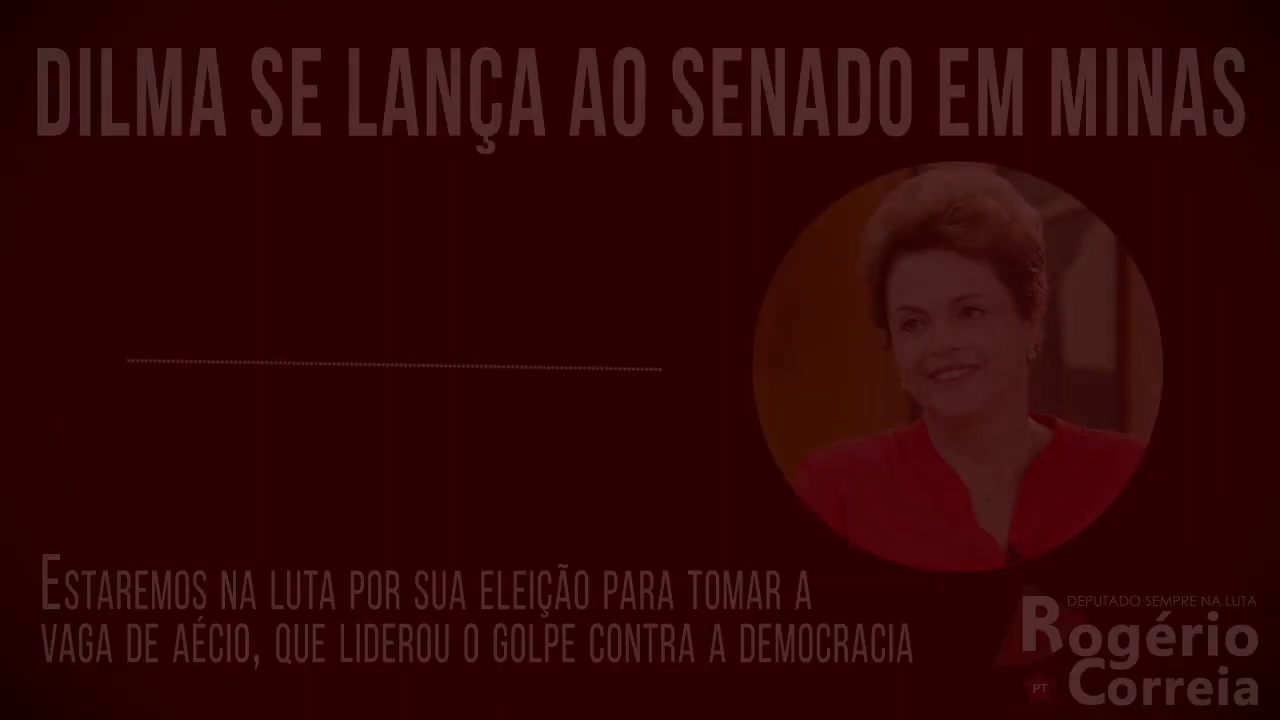 DILMA SE LANÇA AO SENADO EM MINAS
ESTAREMOS NA LUTA POR SUA ELEIÇÃO PARA TOMAR A
VAGA DE AÉCIO, QUE LIDEROU O GOLPE CONTRA A DEMOCRACIA
DEPUTADO SEMPRE NA LUTA
Rogério
PT Correia